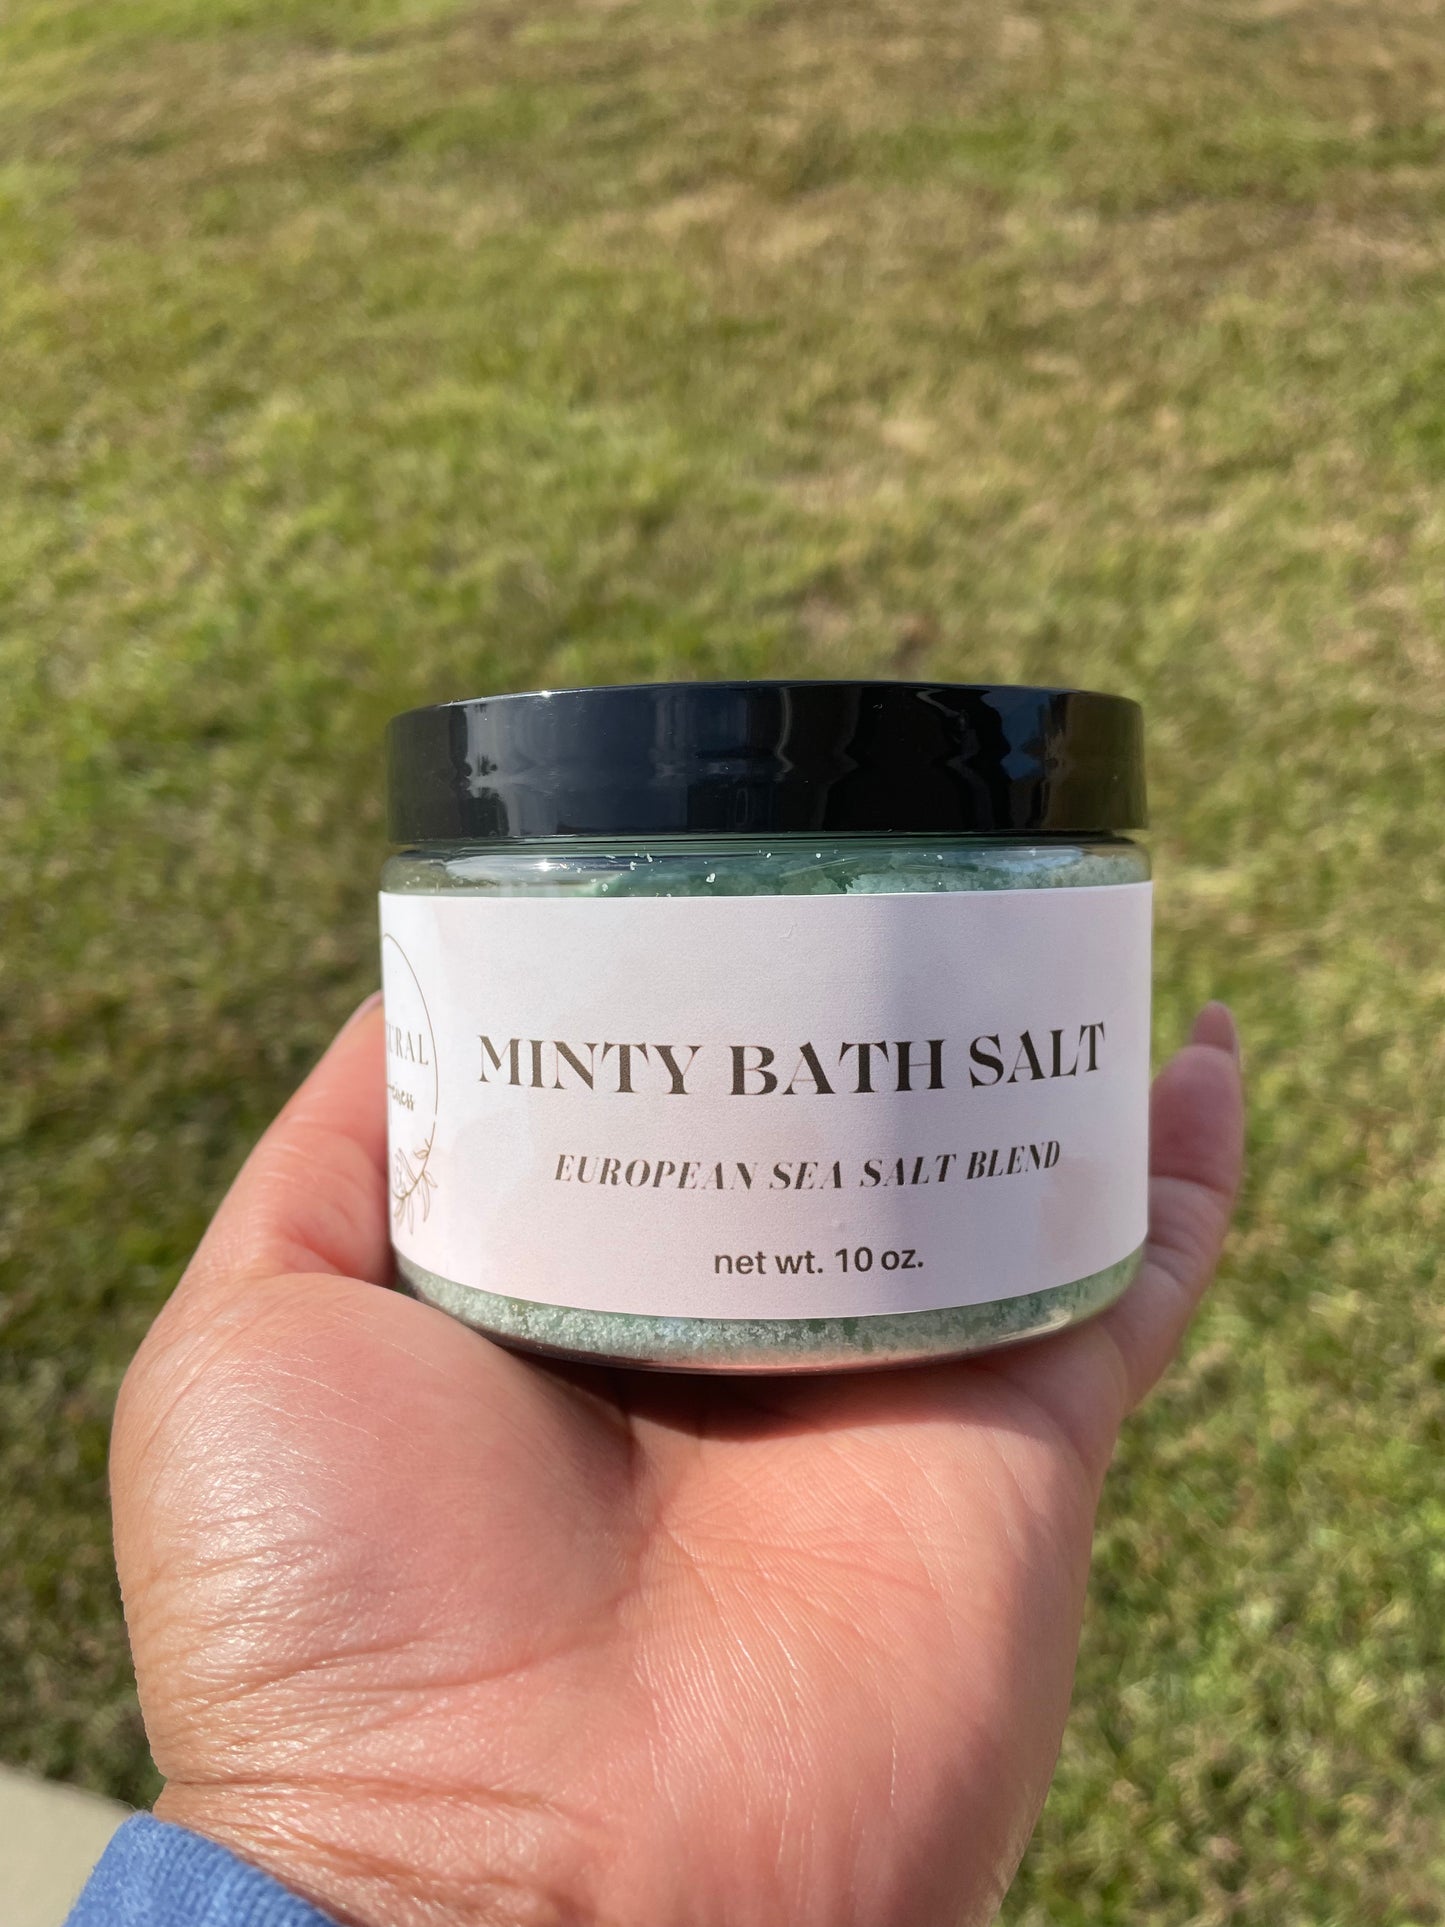 MINTY BATH SALT
EUROPEAN SEA SALT BLEND
net wt. 10 oz.